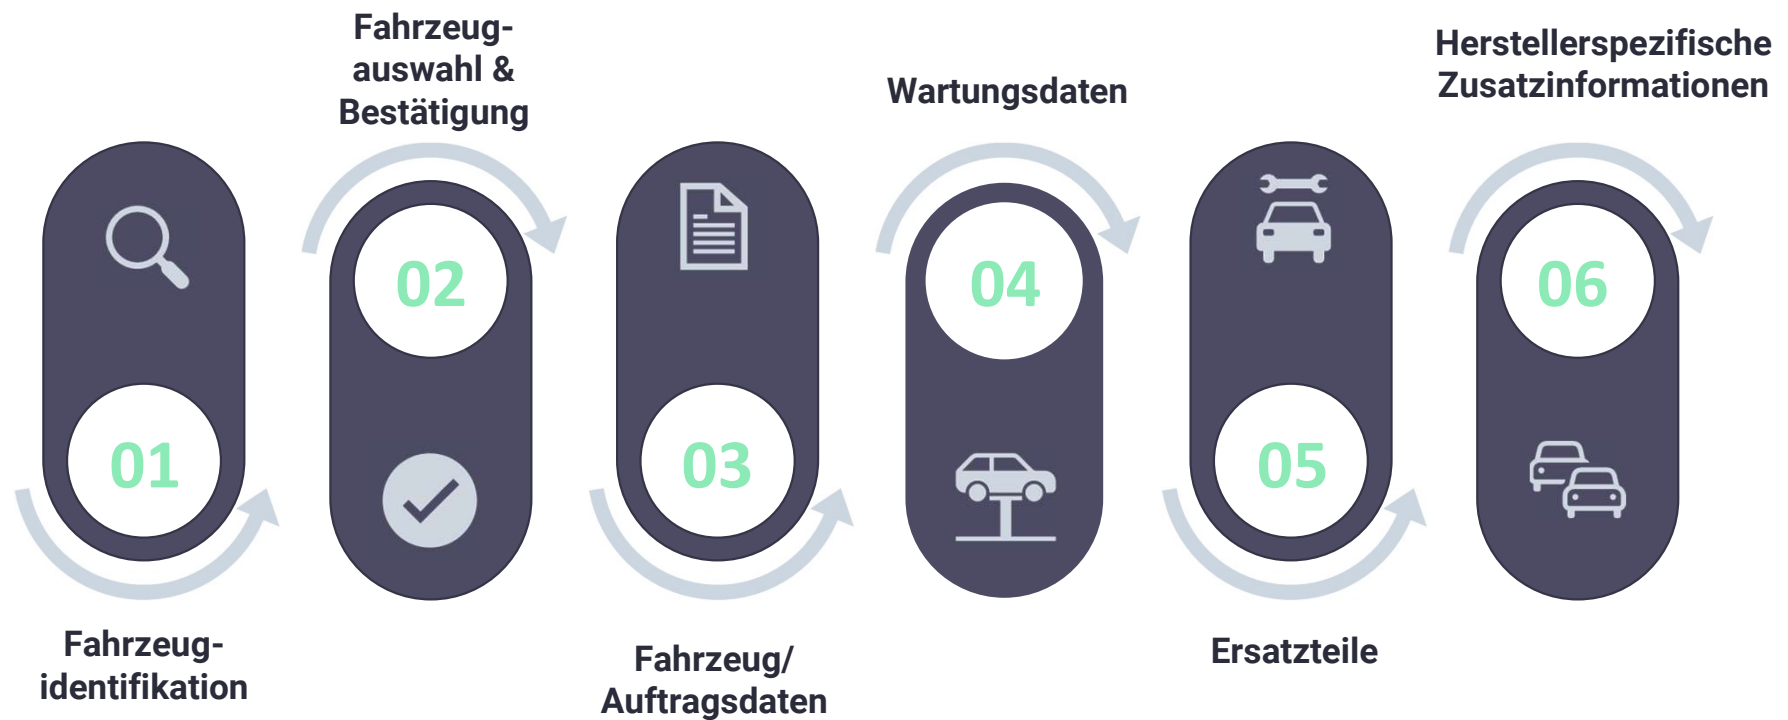 01
Fahrzeug-
identifikation
Fahrzeug-
auswahl &
Bestätigung
02
03
Fahrzeug/
Auftragsdaten
Wartungsdaten
04
05
Ersatzteile
Herstellerspezifische
Zusatzinformationen
06